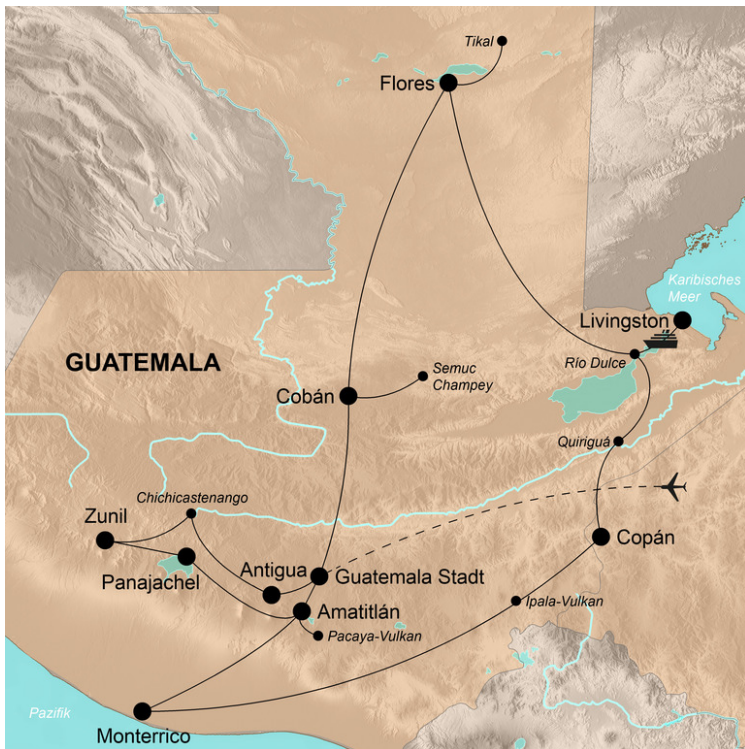 Tikal
Flores
Karibisches
Meer
Livingston
Río Dulce
GUATEMALA
Semuc
Champey
Cobán
Quiriguá
Chichicastenango
Zunil
Copán
Panajachel
Antigua
Guatemala Stadt
Amatitlán
Ipala-Vulkan
Pacaya-Vulkan
Pazifik
Monterrico